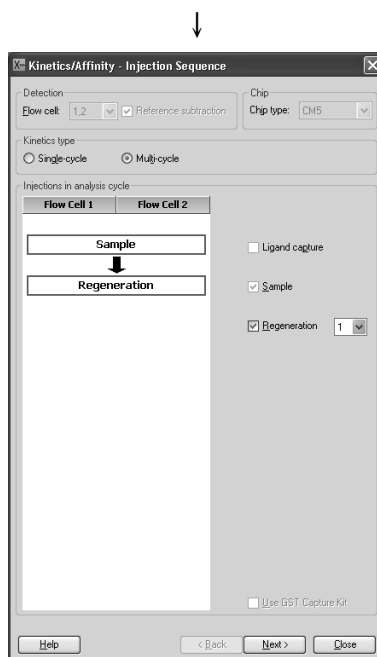 Kinetics/Affinity - Injection Sequence
Detection
Flow cell: 1,2 Reference subtraction
Chip
Chip type: CM5
Kinetics type
Single-cycle Multi-cycle
Injections in analysis cycle
Flow Cell 1 Flow Cell 2
Sample
Regeneration
Ligand capture
Sample
Regeneration 1
Use GST Capture Kit
Help < Back Next > Close